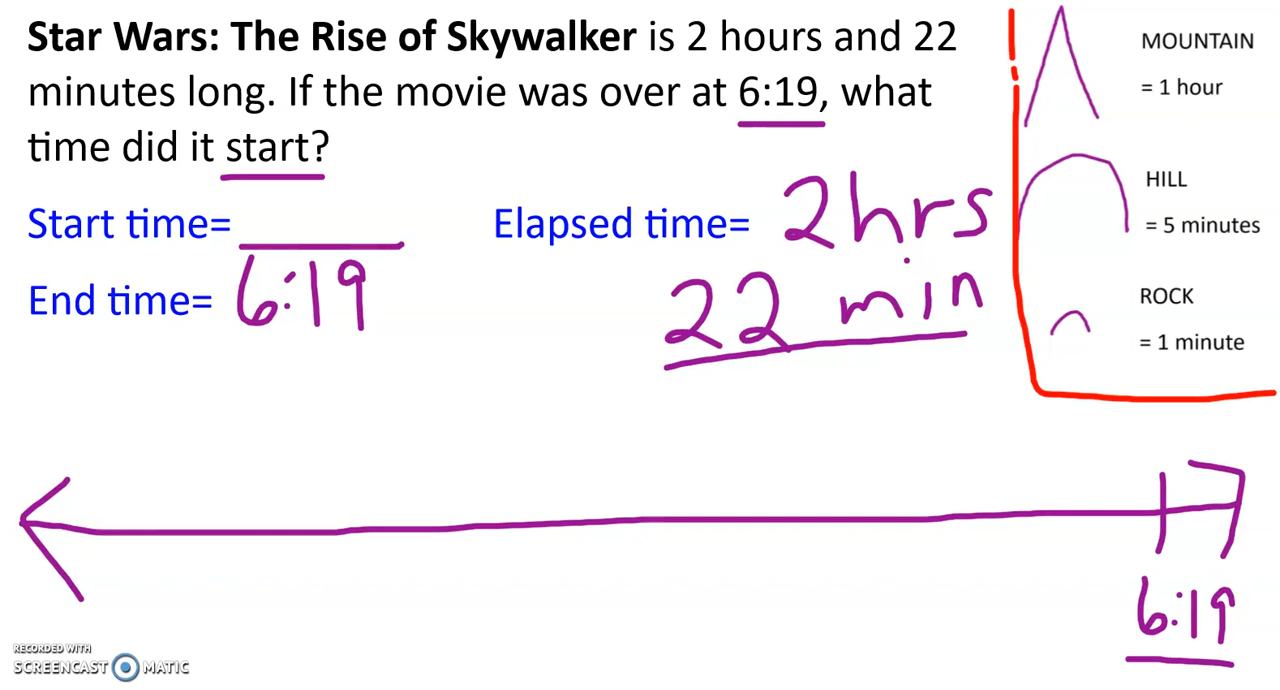 Star Wars: The Rise of Skywalker is 2 hours and 22
minutes long. If the movie was over at 6:19, what
time did it start?
Start time=
End time= 6:19
Elapsed time= 2hrs
22 min
MOUNTAIN
= 1 hour
HILL
= 5 minutes
ROCK
= 1 minute
6:19
RECORDED WITH
SCREENCAST MATIC